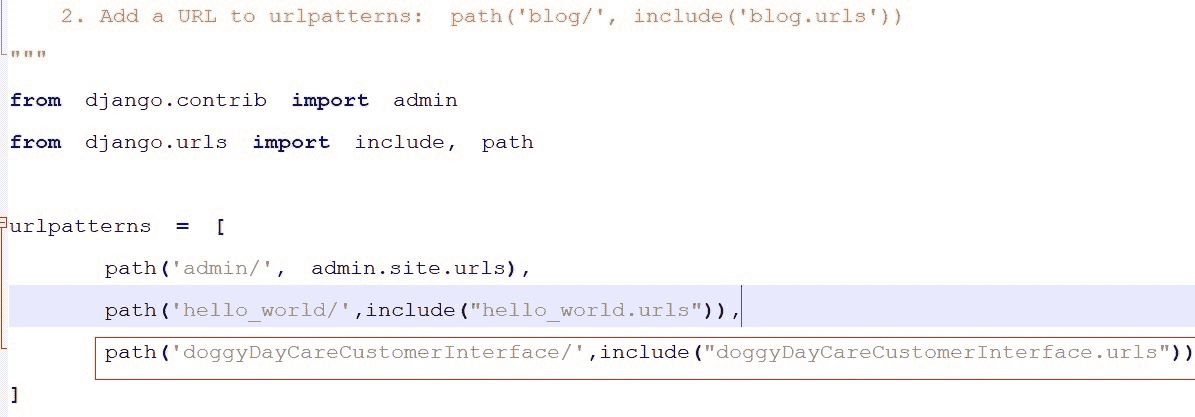 2. Add a URL to urlpatterns:  path('blog/', include('blog.urls'))
"""
from django.contrib import admin
from django.urls import include, path
urlpatterns = [
path('admin/', admin.site.urls),
path('hello_world/',include("hello_world.urls")),
path('doggyDayCareCustomerInterface/',include("doggyDayCareCustomerInterface.urls"))
]